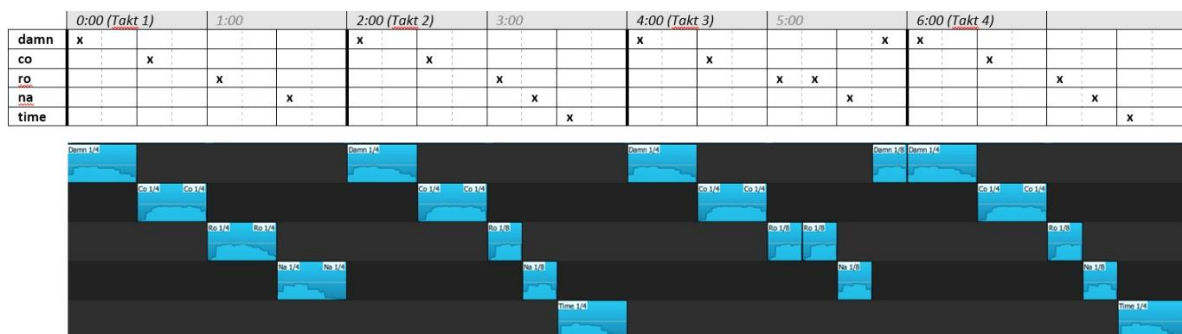 0:00 (Takt 1) 1:00 2:00 (Takt 2) 3:00 4:00 (Takt 3) 5:00 6:00 (Takt 4)
damn x x x x x
co x x x x
ro x x x x x
na x x x x
time x x
Damn 1/4 Damn 1/4 Damn 1/4 Damn 1/8 Damn 1/4
Co 1/4 Co 1/4 Co 1/4 Co 1/4 Co 1/4 Co 1/4 Co 1/4 Co 1/4
Ro 1/4 Ro 1/4 Ro 1/8 Ro 1/8 Ro 1/8 Ro 1/8
Na 1/4 Na 1/4 Na 1/8 Na 1/8 Na 1/8
Time 1/4 Time 1/4